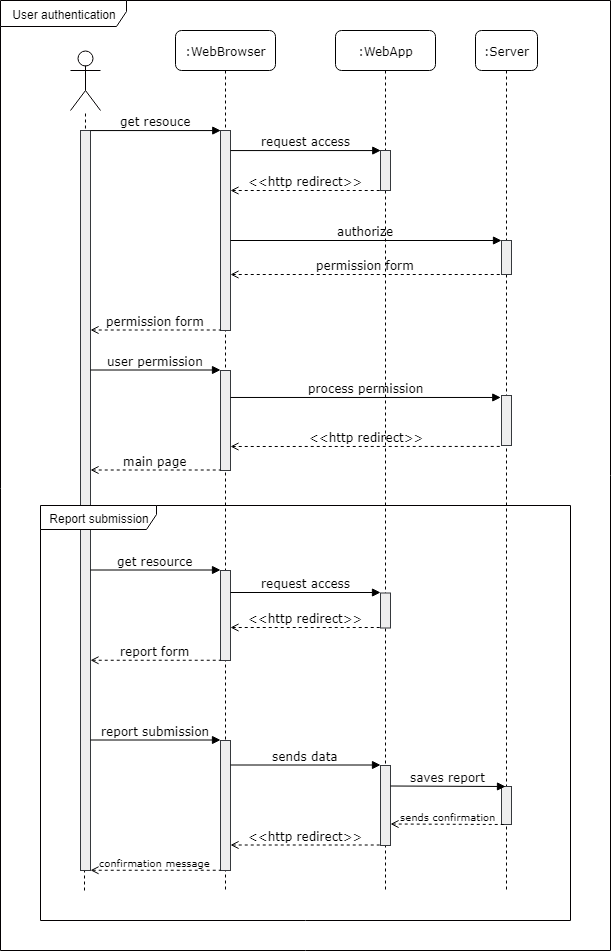 User authentication
:WebBrowser
:WebApp
:Server
get resouce
request access
<<http redirect>>
authorize
permission form
permission form
user permission
process permission
<<http redirect>>
main page
Report submission
get resource
request access
<<http redirect>>
report form
report submission
sends data
saves report
sends confirmation
<<http redirect>>
confirmation message